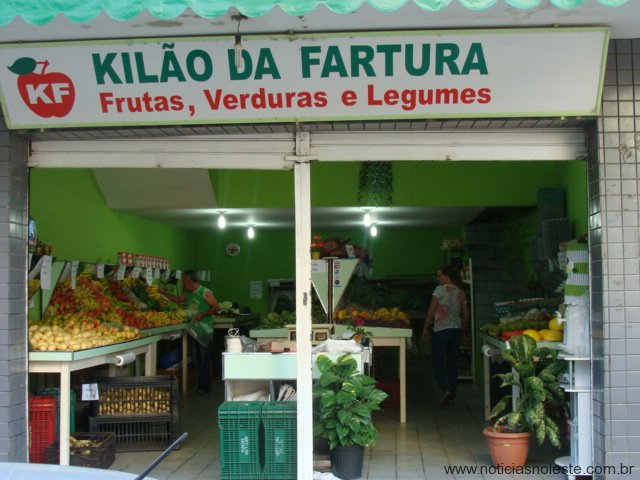 KF
KILÃO DA FARTURA
Frutas, Verduras e Legumes
www.noticiasnoleste.com.br